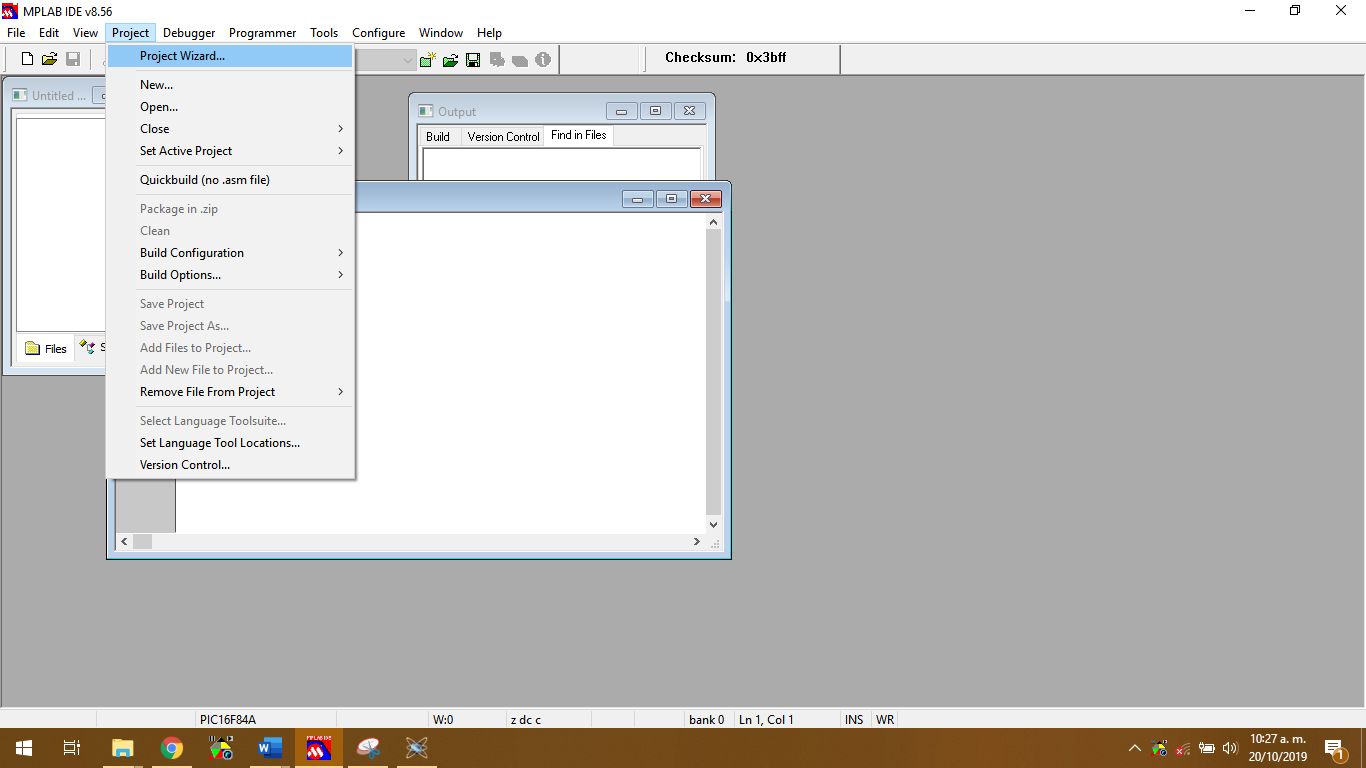 MPLAB IDE v8.56
File Edit View Project Debugger Programmer Tools Configure Window Help
Checksum: 0x3bff
Project Wizard...
New...
Open...
Close
Set Active Project
Quickbuild (no .asm file)
Package in .zip
Clean
Build Configuration
Build Options...
Save Project
Save Project As...
Add Files to Project...
Add New File to Project...
Remove File From Project
Select Language Toolsuite...
Set Language Tool Locations...
Version Control...
Untitled ...
Files S
Output
Build Version Control Find in Files
PIC16F84A W:0 z dc c bank 0 Ln 1, Col 1 INS WR
10:27 a. m.
20/10/2019
1